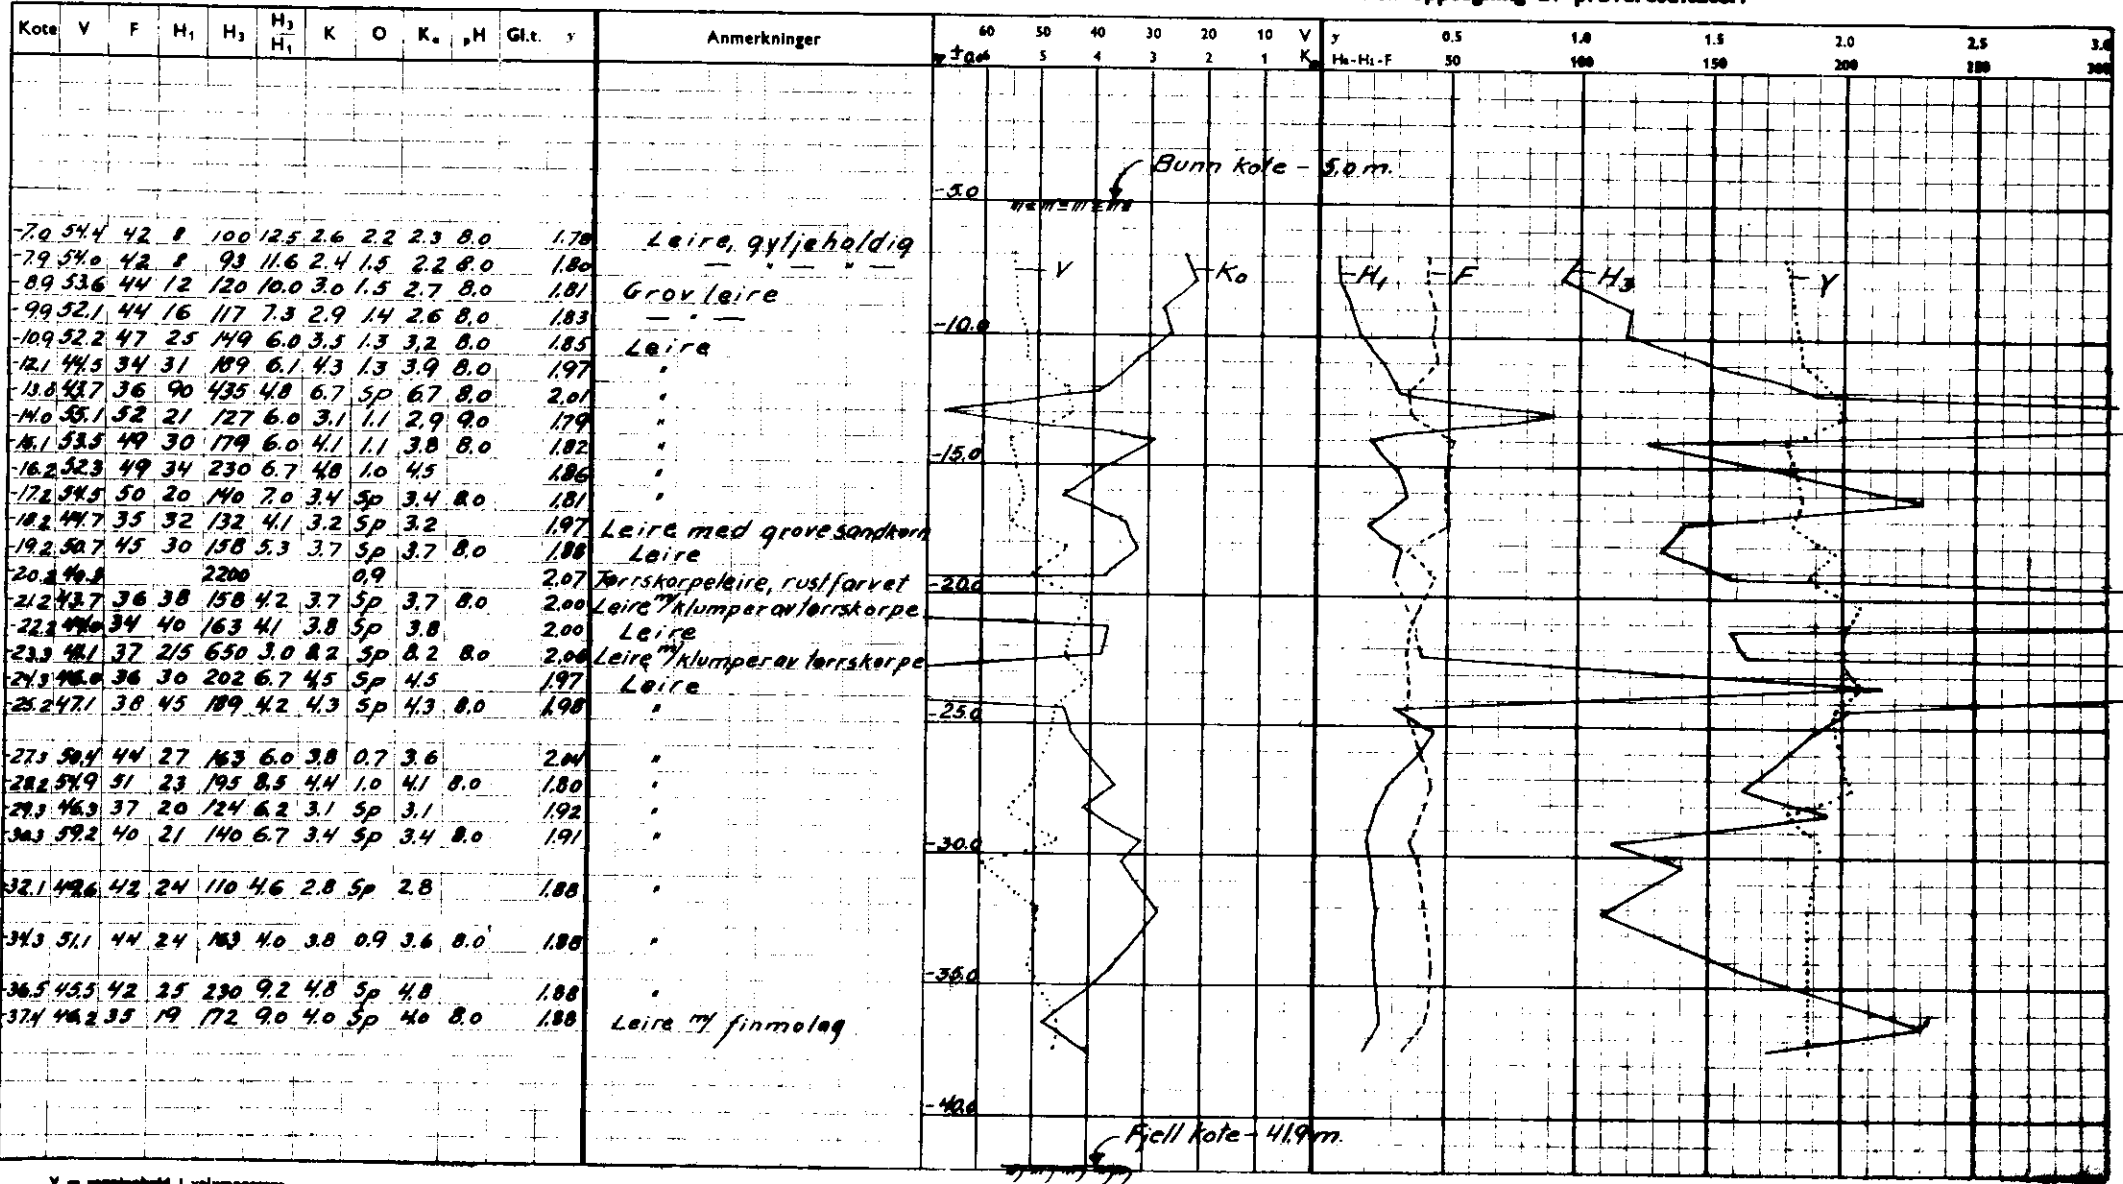 Kote V F H₁ H₃ H₃/H₁ K O K₀ pH Gl.t. γ Anmerkninger 60 50 40 30 20 10 V γ 0.5 1.0 1.5 2.0 2.5 3.0
±0.0 5 4 3 2 1 K₀ H₃-H₁-F 50 100 150 200 250 300
Bunn kote - 5.0 m.
-5.0
-7.0 54.4 42 8 100 12.5 2.6 2.2 2.3 8.0 1.78 Leire, gytjeholdig
-7.9 54.0 42 8 93 11.6 2.4 1.5 2.2 8.0 1.80 — " — " —
V K₀ H₁ F H₃ γ
-8.9 53.6 44 12 120 10.0 3.0 1.5 2.7 8.0 1.81 Grov leire
-9.9 52.1 44 16 117 7.3 2.9 1.4 2.6 8.0 1.83 — " —
-10.0
-10.9 52.2 47 25 149 6.0 3.5 1.3 3.2 8.0 1.85 Leire
-12.1 44.5 34 31 189 6.1 4.3 1.3 3.9 8.0 1.97 "
-13.0 43.7 36 90 435 4.8 6.7 Sp 6.7 8.0 2.01 "
-14.0 55.1 52 21 127 6.0 3.1 1.1 2.9 9.0 1.79 "
-15.1 53.5 49 30 179 6.0 4.1 1.1 3.8 8.0 1.82 "
-15.0
-16.2 52.3 49 34 230 6.7 4.8 1.0 4.5 1.86 "
-17.2 54.5 50 20 140 7.0 3.4 Sp 3.4 8.0 1.81 "
-18.2 44.7 35 32 132 4.1 3.2 Sp 3.2 1.97 Leire med grove sandkorn
-19.2 50.7 45 30 158 5.3 3.7 Sp 3.7 8.0 1.88 Leire
-20.2 2200 0,9 2.07 Tørrskorpeleire, rustfarvet
-20.0
-21.2 43.7 36 38 158 4.2 3.7 Sp 3.7 8.0 2.00 Leire m/klumper av tørrskorpe
-22.2 34 40 163 4.1 3.8 Sp 3.8 2.00 Leire
-23.3 37 215 650 3.0 8.2 Sp 8.2 8.0 2.06 Leire m/klumper av tørrskorpe
-24.3 36 30 202 6.7 4.5 Sp 4.5 1.97 Leire
-25.2 47.1 38 45 189 4.2 4.3 Sp 4.3 8.0 1.98 "
-25.0
-27.3 50.4 44 27 163 6.0 3.8 0.7 3.6 2.04 "
-28.2 54.9 51 23 195 8.5 4.4 1.0 4.1 8.0 1.80 "
-29.3 46.3 37 20 124 6.2 3.1 Sp 3.1 1.92 "
-30.3 59.2 40 21 140 6.7 3.4 Sp 3.4 8.0 1.91 "
-30.0
-32.1 49.6 42 24 110 4.6 2.8 Sp 2.8 1.88 "
-34.3 51.1 44 24 163 4.0 3.8 0.9 3.6 8.0 1.88 "
-35.0
-36.5 45.5 42 25 230 9.2 4.8 Sp 4.8 1.88 "
-37.4 46.2 35 19 172 9.0 4.0 Sp 4.0 8.0 1.88 Leire m/ finmolag
-40.0
Fjell kote - 41.9 m.